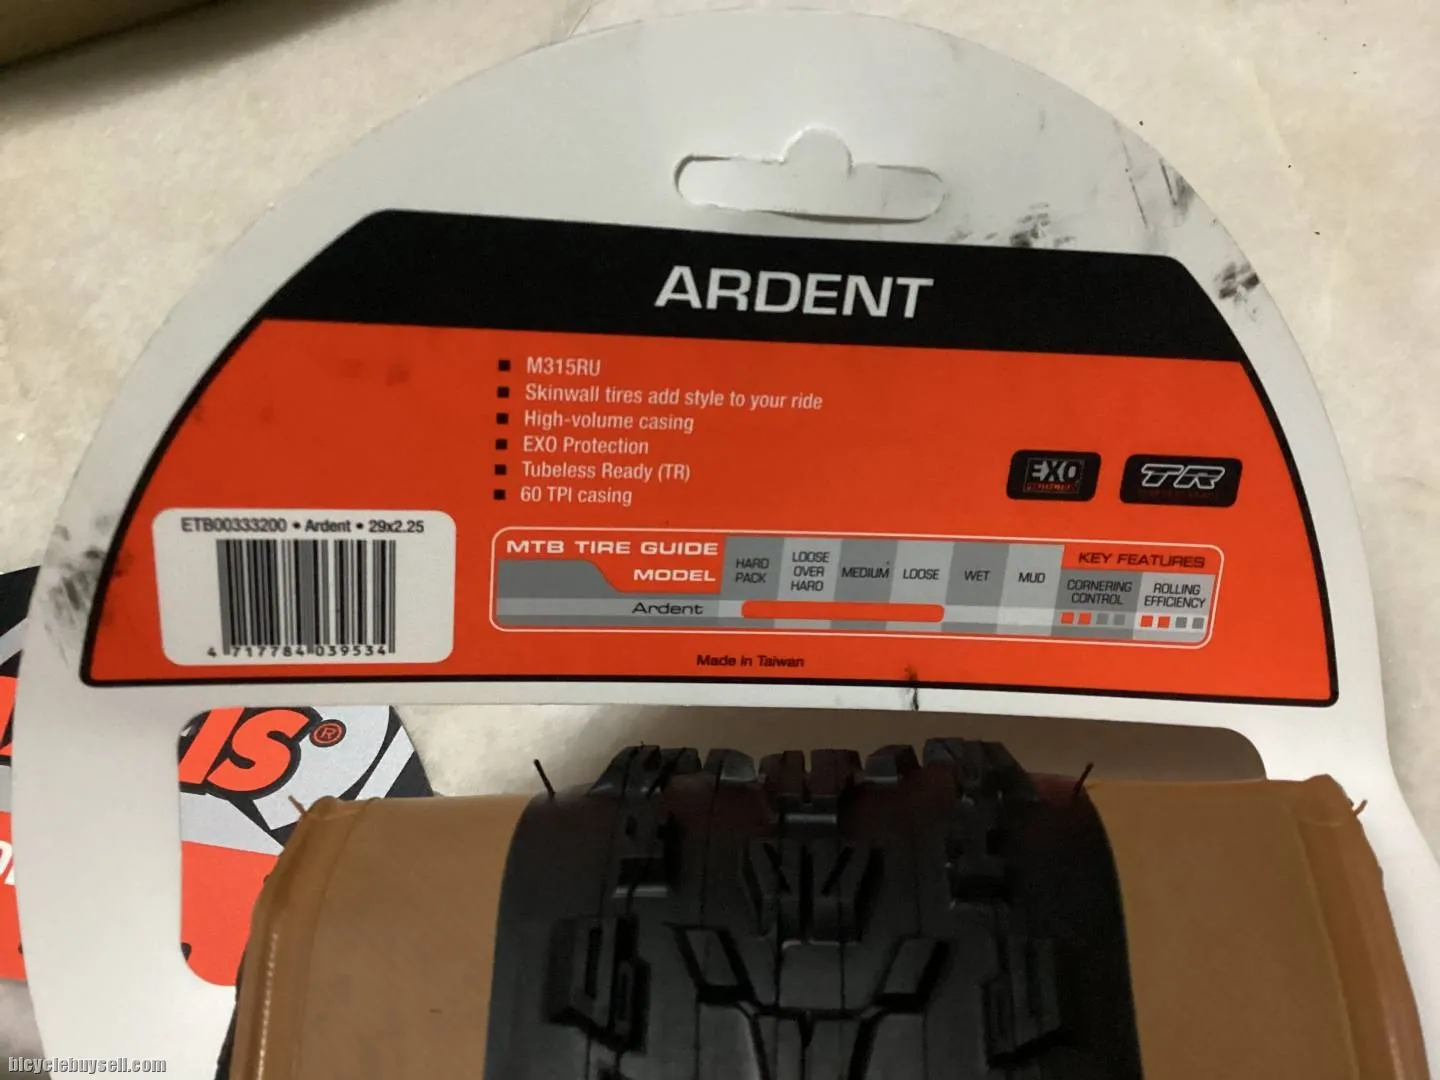 ARDENT
M315RU
Skinwall tires add style to your ride
High-volume casing
EXO Protection
Tubeless Ready (TR)
60 TPI casing
EXO
TR
ETB00333200 • Ardent • 29x2.25
4 717784 039534
MTB TIRE GUIDE
MODEL
HARD PACK
LOOSE OVER HARD
MEDIUM
LOOSE
WET
MUD
KEY FEATURES
CORNERING CONTROL
ROLLING EFFICIENCY
Ardent
Made in Taiwan
IS®
bicyclebuysell.com